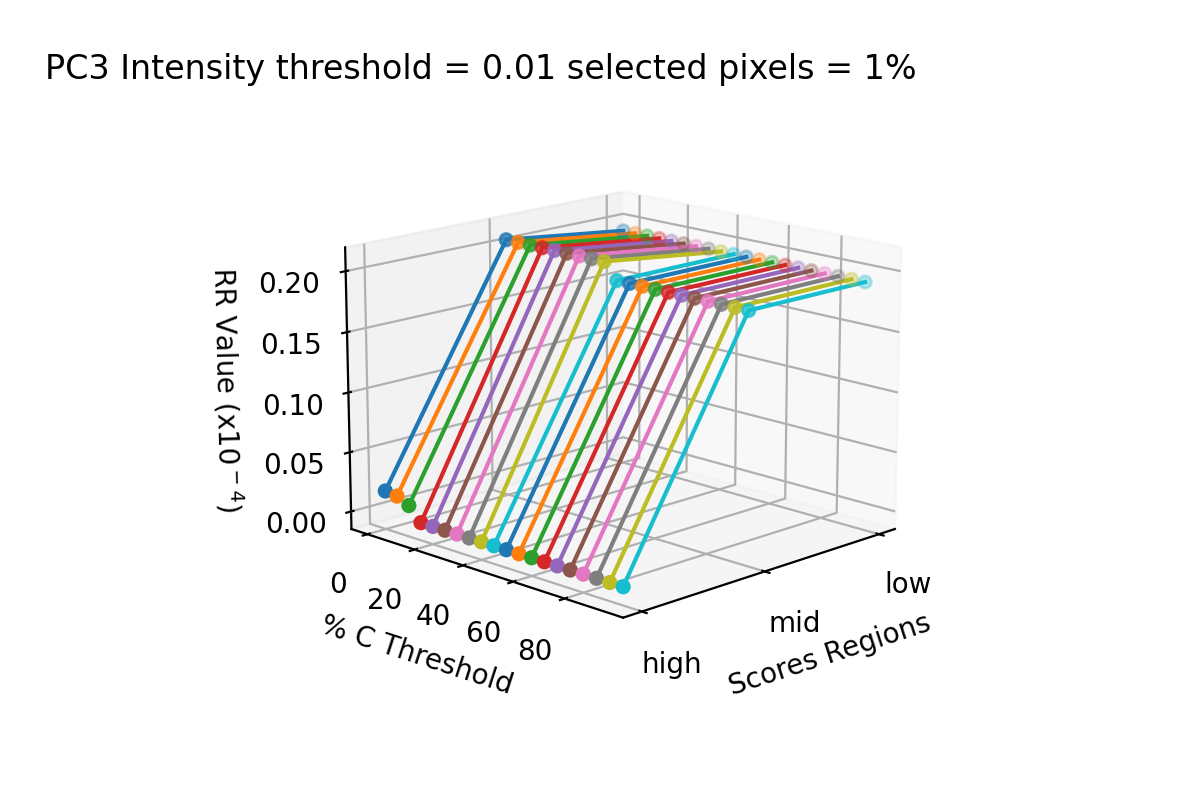 PC3 Intensity threshold = 0.01 selected pixels = 1%
RR Value (x10⁻⁴)
0.20
0.15
0.10
0.05
0.00
0
20
40
60
80
% C Threshold
high
mid
low
Scores Regions